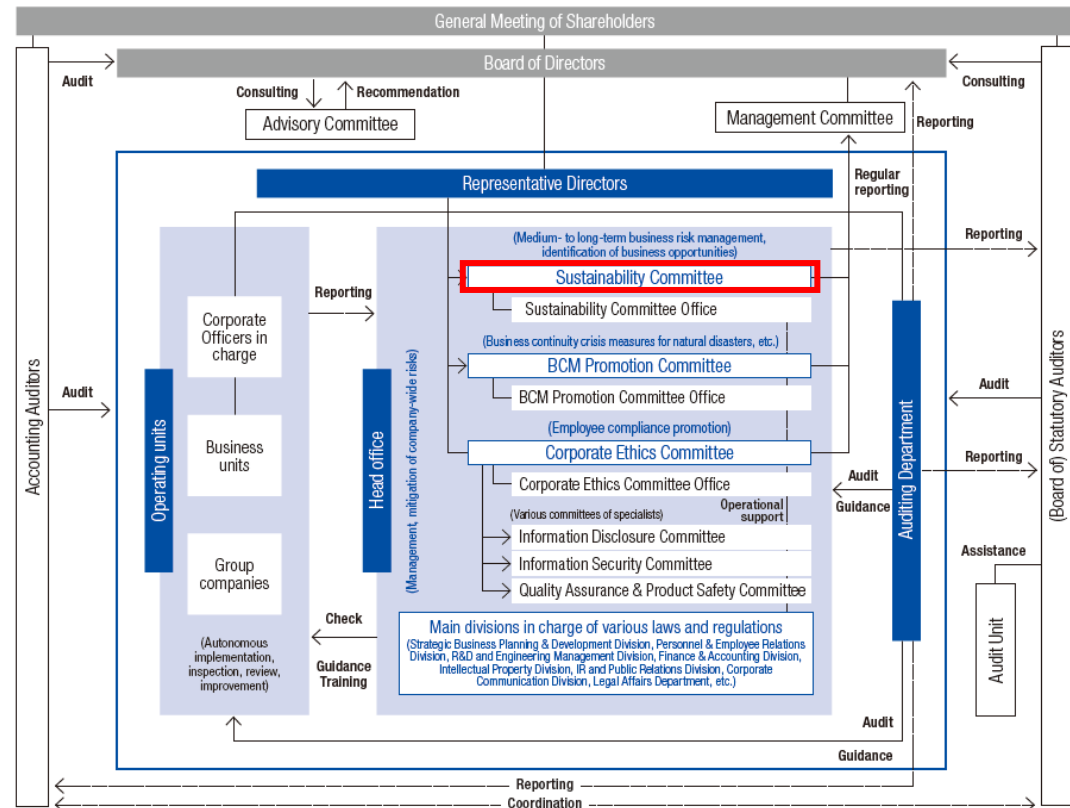 General Meeting of Shareholders
Board of Directors
Audit
Consulting
Recommendation
Consulting
Advisory Committee
Management Committee
Reporting
Representative Directors
Regular
reporting
(Medium- to long-term business risk management,
identification of business opportunities)
Reporting
Sustainability Committee
Reporting
Sustainability Committee Office
Corporate
Officers in
charge
(Business continuity crisis measures for natural disasters, etc.)
BCM Promotion Committee
Audit
Audit
BCM Promotion Committee Office
(Employee compliance promotion)
Business
units
Corporate Ethics Committee
Reporting
Corporate Ethics Committee Office
Audit
Guidance
Operational
support
(Various committees of specialists)
Information Disclosure Committee
Assistance
Group
companies
Information Security Committee
Quality Assurance & Product Safety Committee
Check
Guidance
Training
Main divisions in charge of various laws and regulations
(Strategic Business Planning & Development Division, Personnel & Employee Relations
Division, R&D and Engineering Management Division, Finance & Accounting Division,
Intellectual Property Division, IR and Public Relations Division, Corporate
Communication Division, Legal Affairs Department, etc.)
(Autonomous
implementation,
inspection, review,
improvement)
Audit
Guidance
Reporting
Coordination
Accounting Auditors
Operating units
Head office
(Management, mitigation of company-wide risks)
Auditing Department
Audit Unit
(Board of) Statutory Auditors